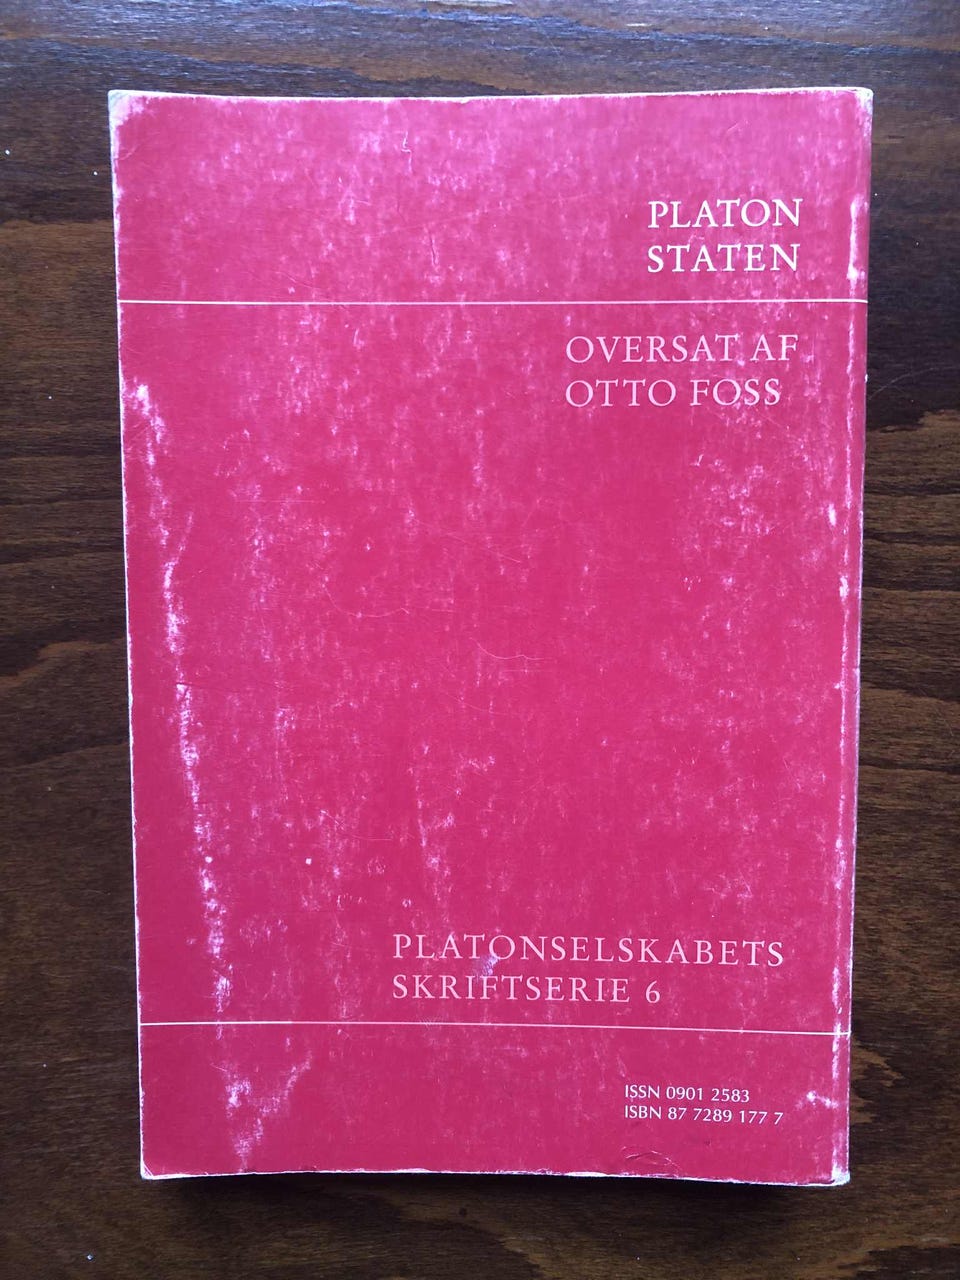 PLATON
STATEN
OVERSAT AF
OTTO FOSS
PLATONSELSKABETS
SKRIFTSERIE 6
ISSN 0901 2583
ISBN 87 7289 177 7